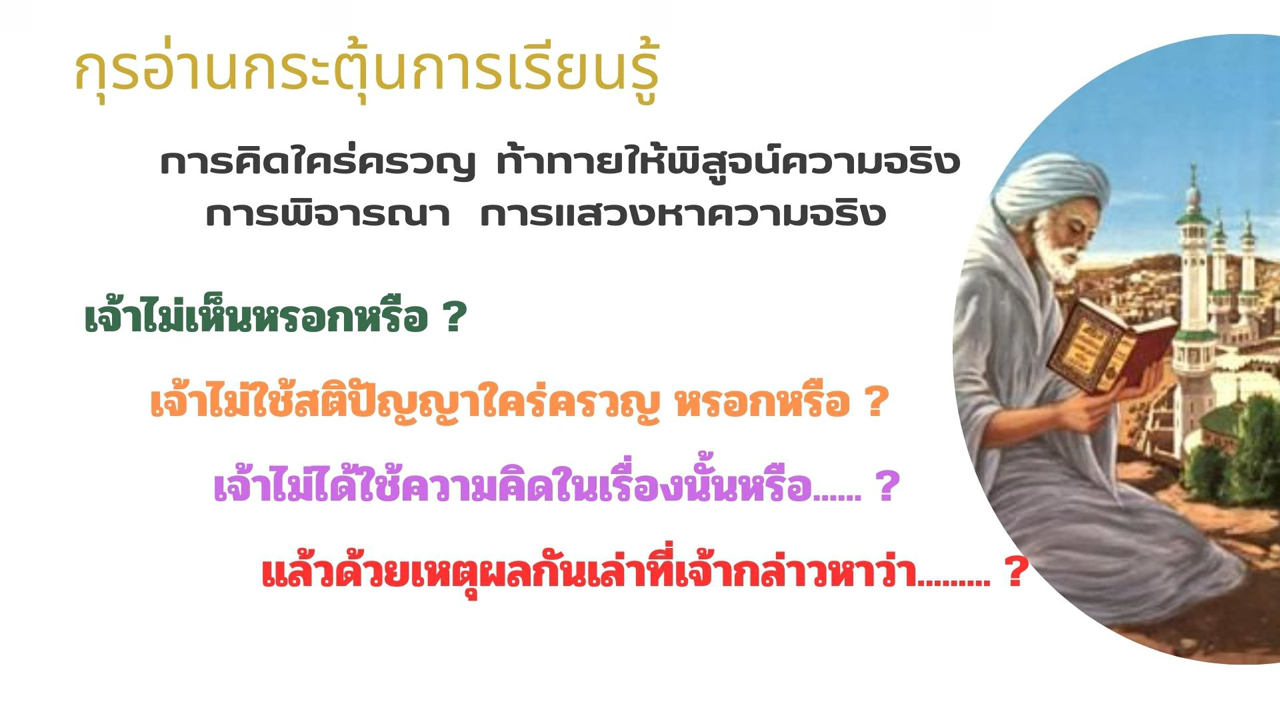 กุรอ่านกระตุ้นการเรียนรู้
การคิดใคร่ครวญ ท้าทายให้พิสูจน์ความจริง
การพิจารณา การแสวงหาความจริง
เจ้าไม่เห็นหรอกหรือ ?
เจ้าไม่ใช้สติปัญญาใคร่ครวญ หรอกหรือ ?
เจ้าไม่ได้ใช้ความคิดในเรื่องนั้นหรือ...... ?
แล้วด้วยเหตุผลกันเล่าที่เจ้ากล่าวหาว่า......... ?